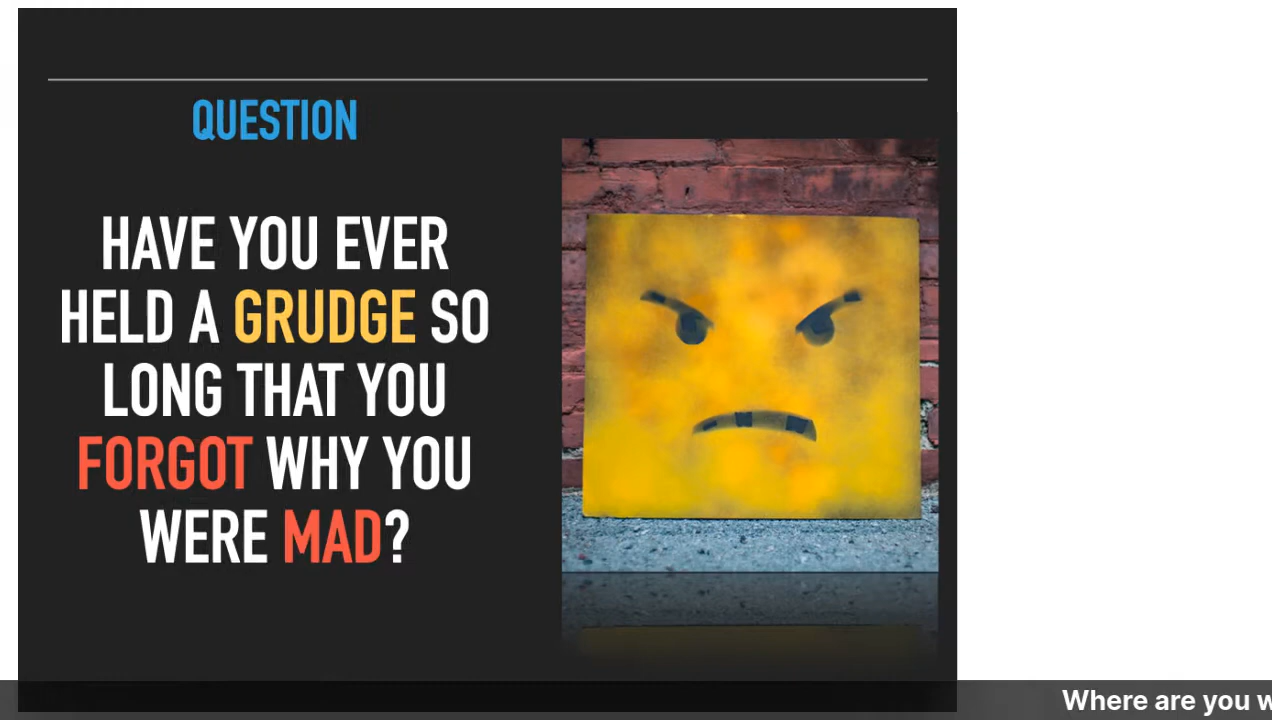 QUESTION
HAVE YOU EVER
HELD A GRUDGE SO
LONG THAT YOU
FORGOT WHY YOU
WERE MAD?
Where are you